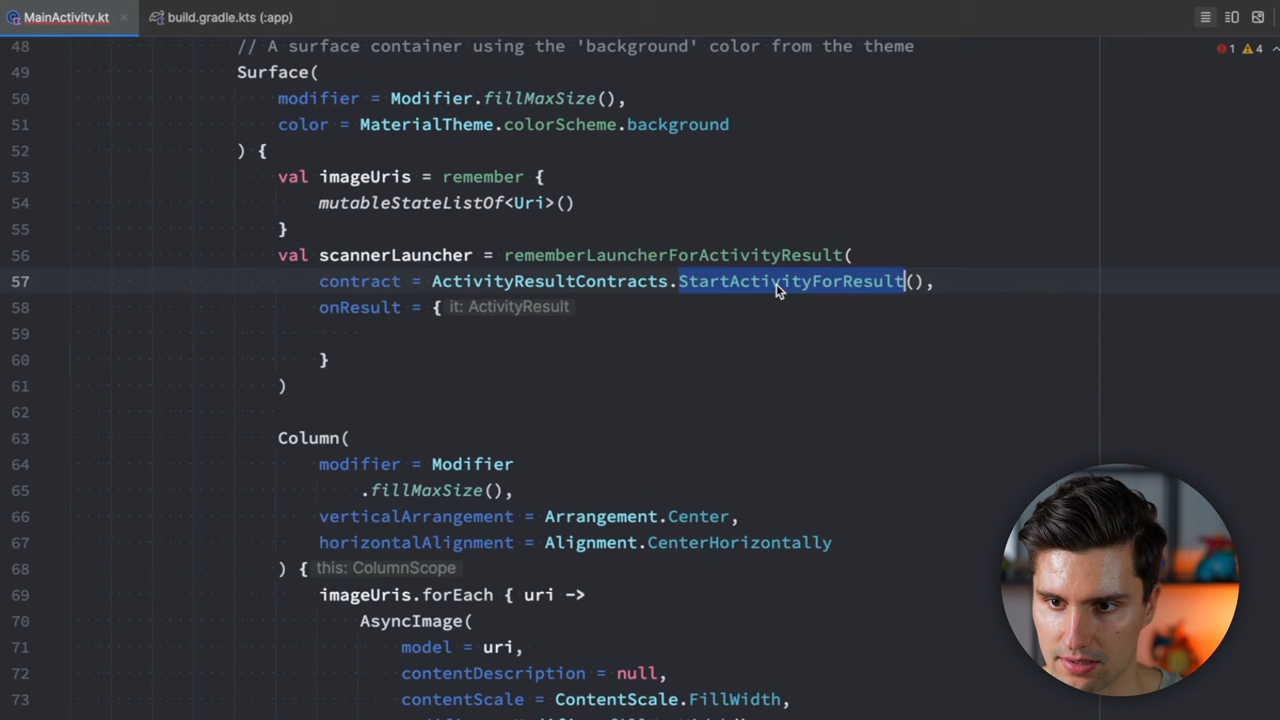 MainActivity.kt × build.gradle.kts (:app)
48 // A surface container using the 'background' color from the theme 1 4
49 Surface(
50 modifier = Modifier.fillMaxSize(),
51 color = MaterialTheme.colorScheme.background
52 ) {
53 val imageUris = remember {
54 mutableStateListOf<Uri>()
55 }
56 val scannerLauncher = rememberLauncherForActivityResult(
57 contract = ActivityResultContracts.StartActivityForResult(),
58 onResult = { it: ActivityResult
59
60 }
61 )
62
63 Column(
64 modifier = Modifier
65 .fillMaxSize(),
66 verticalArrangement = Arrangement.Center,
67 horizontalAlignment = Alignment.CenterHorizontally
68 ) { this: ColumnScope
69 imageUris.forEach { uri ->
70 AsyncImage(
71 model = uri,
72 contentDescription = null,
73 contentScale = ContentScale.FillWidth,